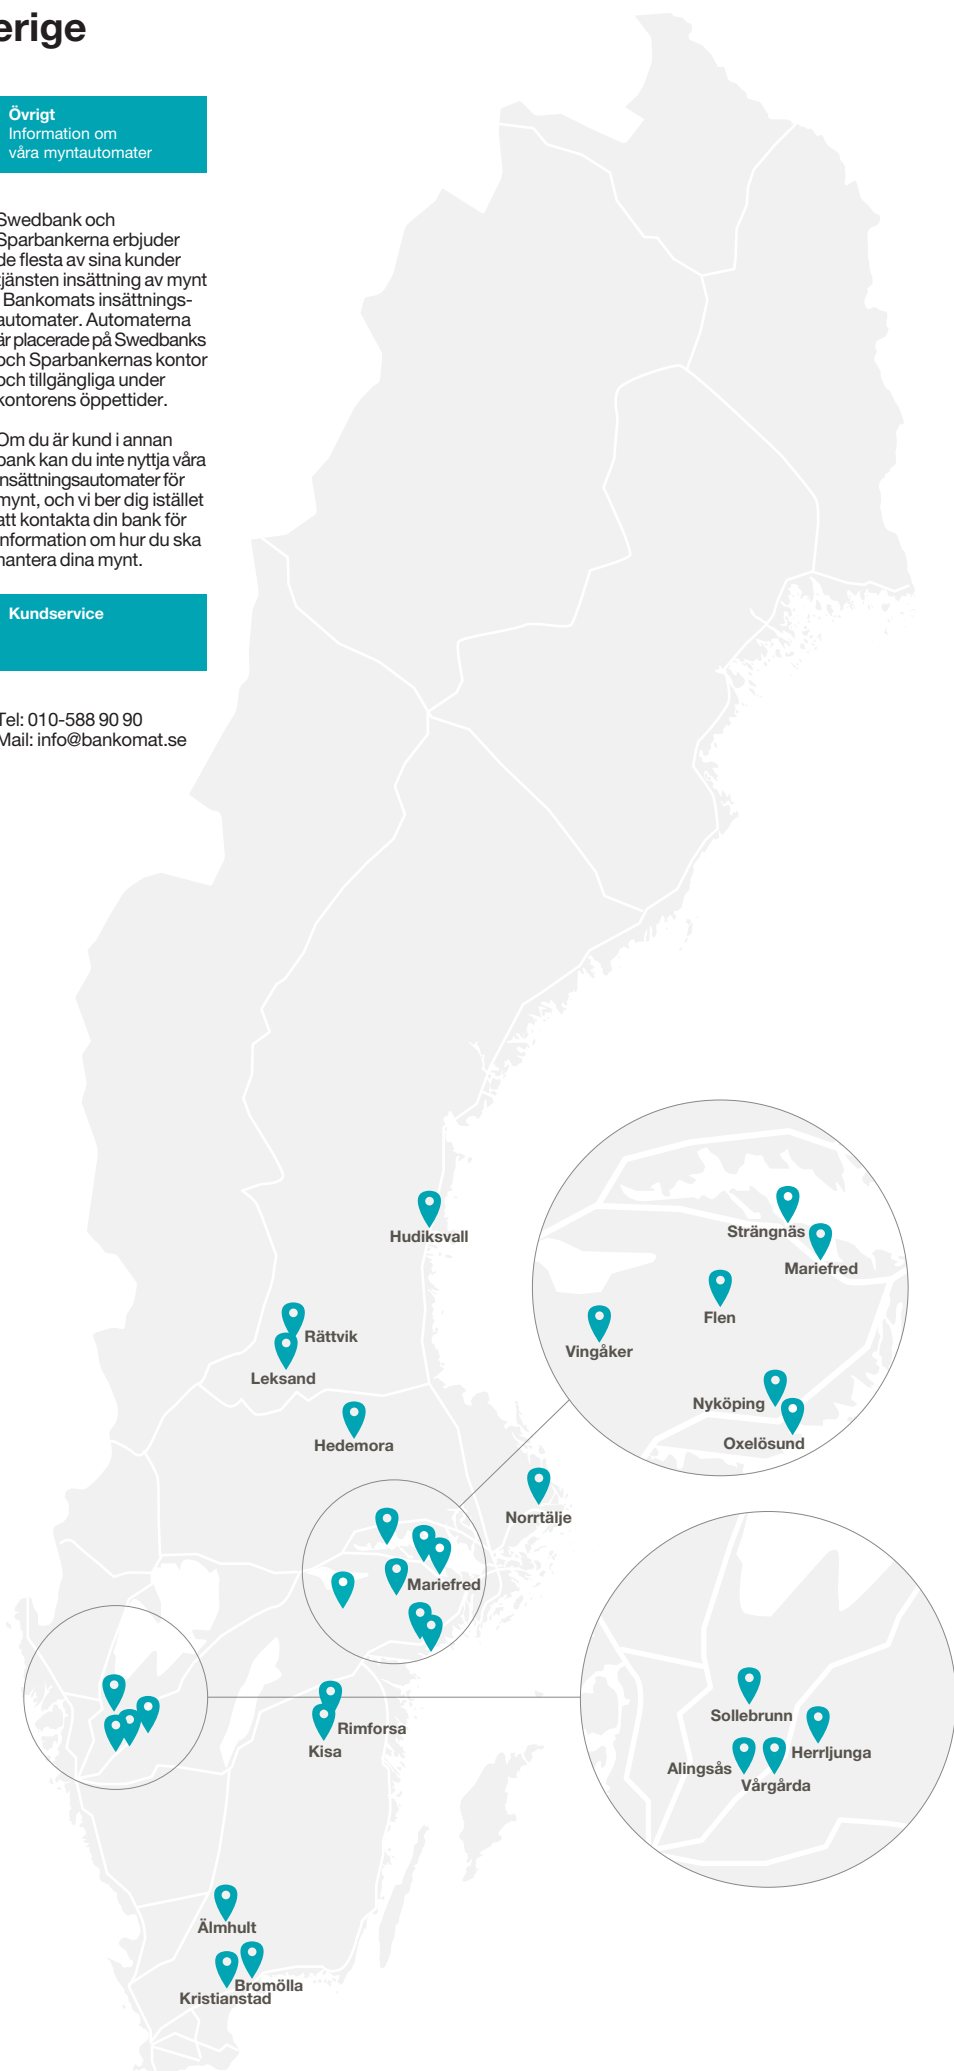 erige
Övrigt
Information om
våra myntautomater
Swedbank och
Sparbankerna erbjuder
de flesta av sina kunder
tjänsten insättning av mynt
i Bankomats insättnings-
automater. Automaterna
är placerade på Swedbanks
och Sparbankernas kontor
och tillgängliga under
kontorens öppettider.
Om du är kund i annan
bank kan du inte nyttja våra
insättningsautomater för
mynt, och vi ber dig istället
att kontakta din bank för
information om hur du ska
hantera dina mynt.
Kundservice
Tel: 010-588 90 90
Mail: info@bankomat.se
Hudiksvall
Strängnäs
Mariefred
Flen
Vingåker
Nyköping
Oxelösund
Rättvik
Leksand
Hedemora
Norrtälje
Mariefred
Rimforsa
Kisa
Sollebrunn
Herrljunga
Alingsås
Vårgårda
Älmhult
Bromölla
Kristianstad